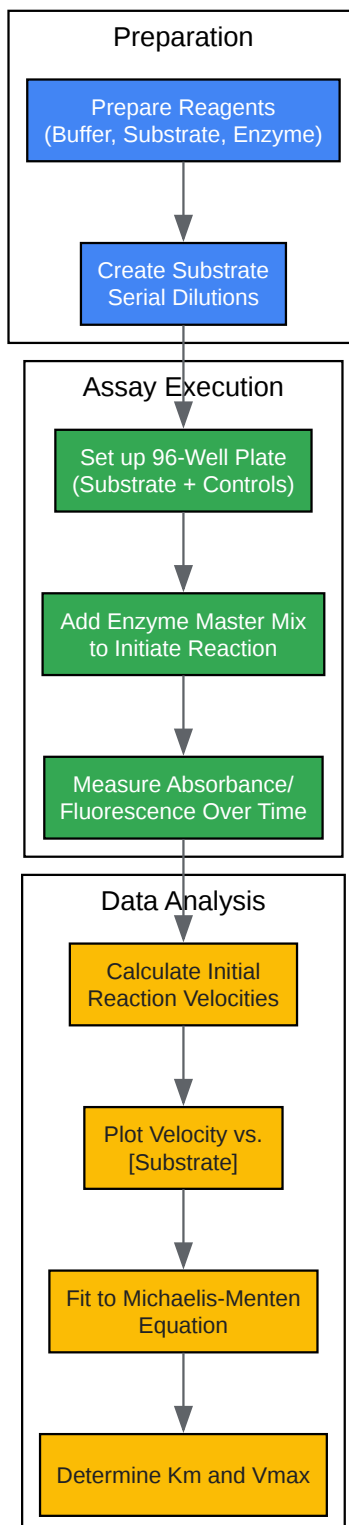 Preparation
Prepare Reagents
(Buffer, Substrate, Enzyme)
Create Substrate
Serial Dilutions
Assay Execution
Set up 96-Well Plate
(Substrate + Controls)
Add Enzyme Master Mix
to Initiate Reaction
Measure Absorbance/
Fluorescence Over Time
Data Analysis
Calculate Initial
Reaction Velocities
Plot Velocity vs.
[Substrate]
Fit to Michaelis-Menten
Equation
Determine Km and Vmax